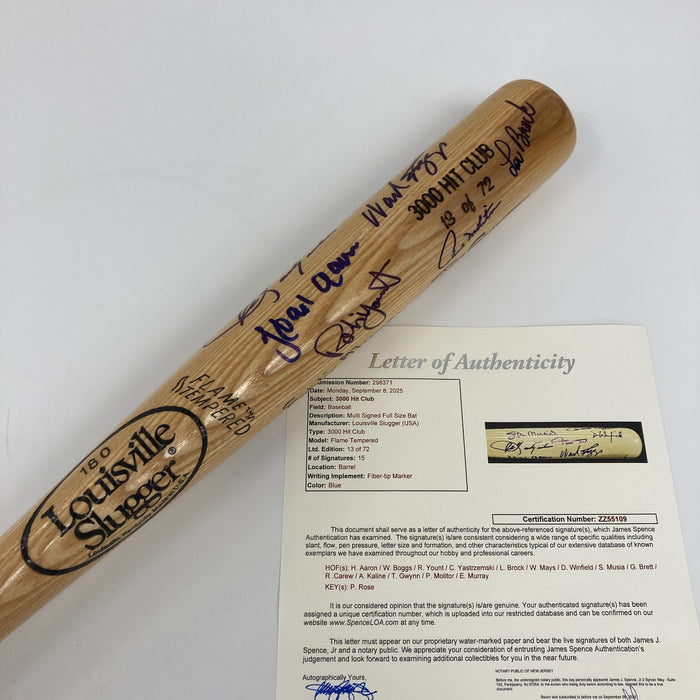 3000 HIT CLUB
13 of 72
Lou Brock
Wade Boggs
Hank Aaron
Robin Yount
P Molitor
FLAME
TEMPERED
180
Louisville
Slugger®
Letter of Authenticity
Submission Number: 298371
Date: Monday, September 8, 2025
Subject: 3000 Hit Club
Field: Baseball
Description: Multi Signed Full Size Bat
Manufacturer: Louisville Slugger (USA)
Type: 3000 Hit Club
Model: Flame Tempered
Ltd. Edition: 13 of 72
# of Signatures: 15
Location: Barrel
Writing Implement: Fiber-tip Marker
Color: Blue
Certification Number: ZZ55109
This document shall serve as a letter of authenticity for the above-referenced signature(s), which James Spence
Authentication has examined. The signature(s) is/are consistent considering a wide range of specific qualities including
slant, flow, pen pressure, letter size and formation, and other characteristics typical of our extensive database of known
exemplars we have examined throughout our hobby and professional careers.
HOF(s): H. Aaron / W. Boggs / R. Yount / C. Yastrzemski / L. Brock / W. Mays / D. Winfield / S. Musia / G. Brett
/ R. Carew / A. Kaline / T. Gwynn / P. Molitor / E. Murray
KEY(s): P. Rose
It is our considered opinion that the signature(s) is/are genuine. Your authenticated signature(s) has been
assigned a unique certification number, which is uploaded into our restricted database and can be confirmed on our
website www.SpenceLOA.com at any time.
This letter must appear on our proprietary water-marked paper and bear the live signatures of both James J.
Spence, Jr and a notary public. We appreciate your consideration of entrusting James Spence Authentication's
judgement and look forward to examining additional collectibles for you in the near future.
Autographically Yours,
NOTARY PUBLIC OF NEW JERSEY